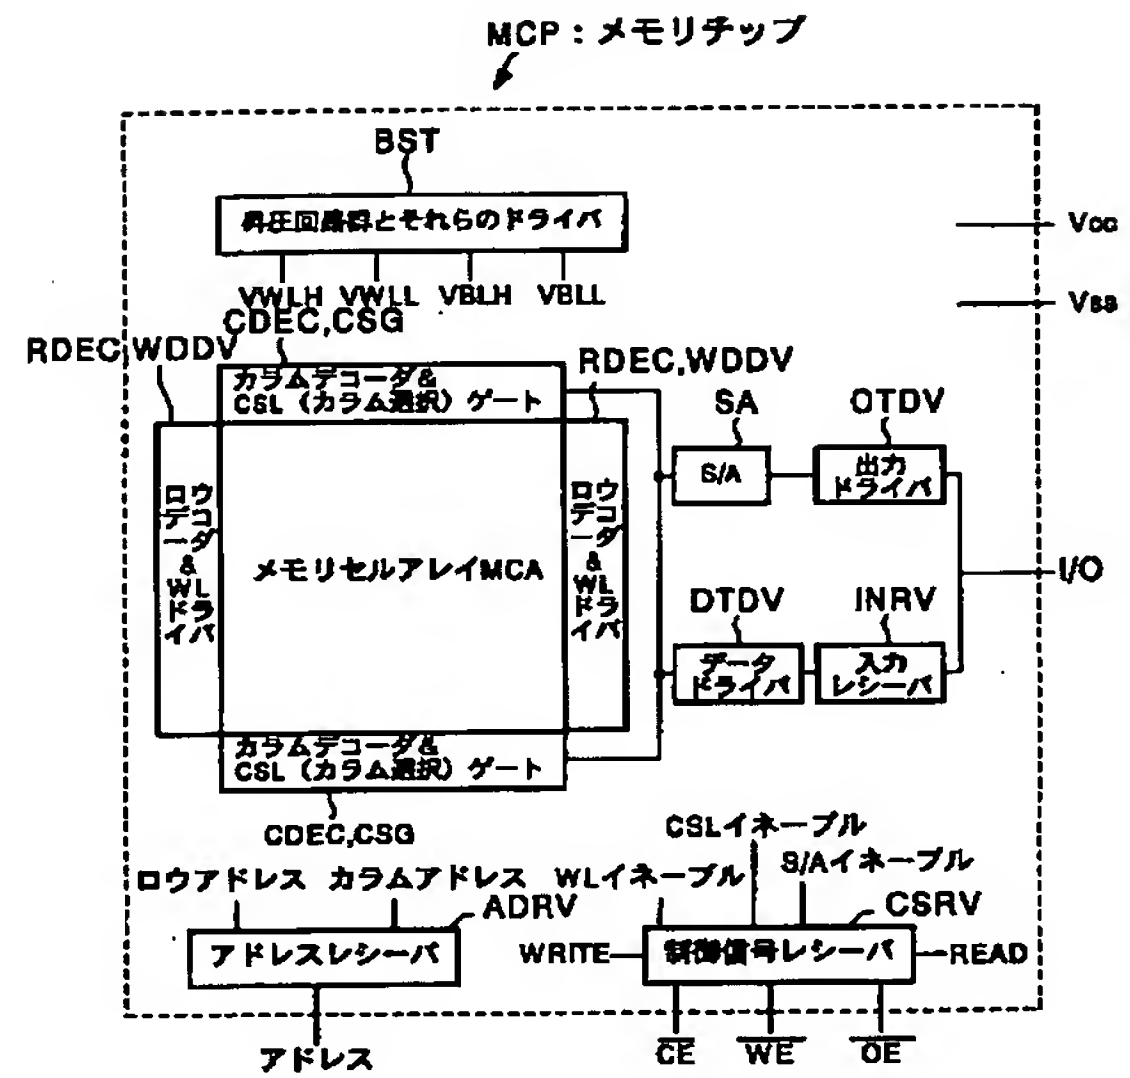 MCP：メモリチップ
BST
昇圧回路群とそれらのドライバ
Vcc
VWLH VWLL VBLH VBLL
Vss
CDEC,CSG
RDEC,WDDV
RDEC,WDDV
カラムデコーダ&
CSL（カラム選択）ゲート
SA
OTDV
S/A
出力
ドライバ
ロウデコーダ&WLドライバ
メモリセルアレイMCA
ロウデコーダ&WLドライバ
I/O
DTDV
INRV
データ
ドライバ
入力
レシーバ
カラムデコーダ&
CSL（カラム選択）ゲート
CDEC,CSG
CSLイネーブル
S/Aイネーブル
ロウアドレス カラムアドレス WLイネーブル
ADRV
CSRV
アドレスレシーバ
WRITE
制御信号レシーバ
READ
アドレス
CE WE OE